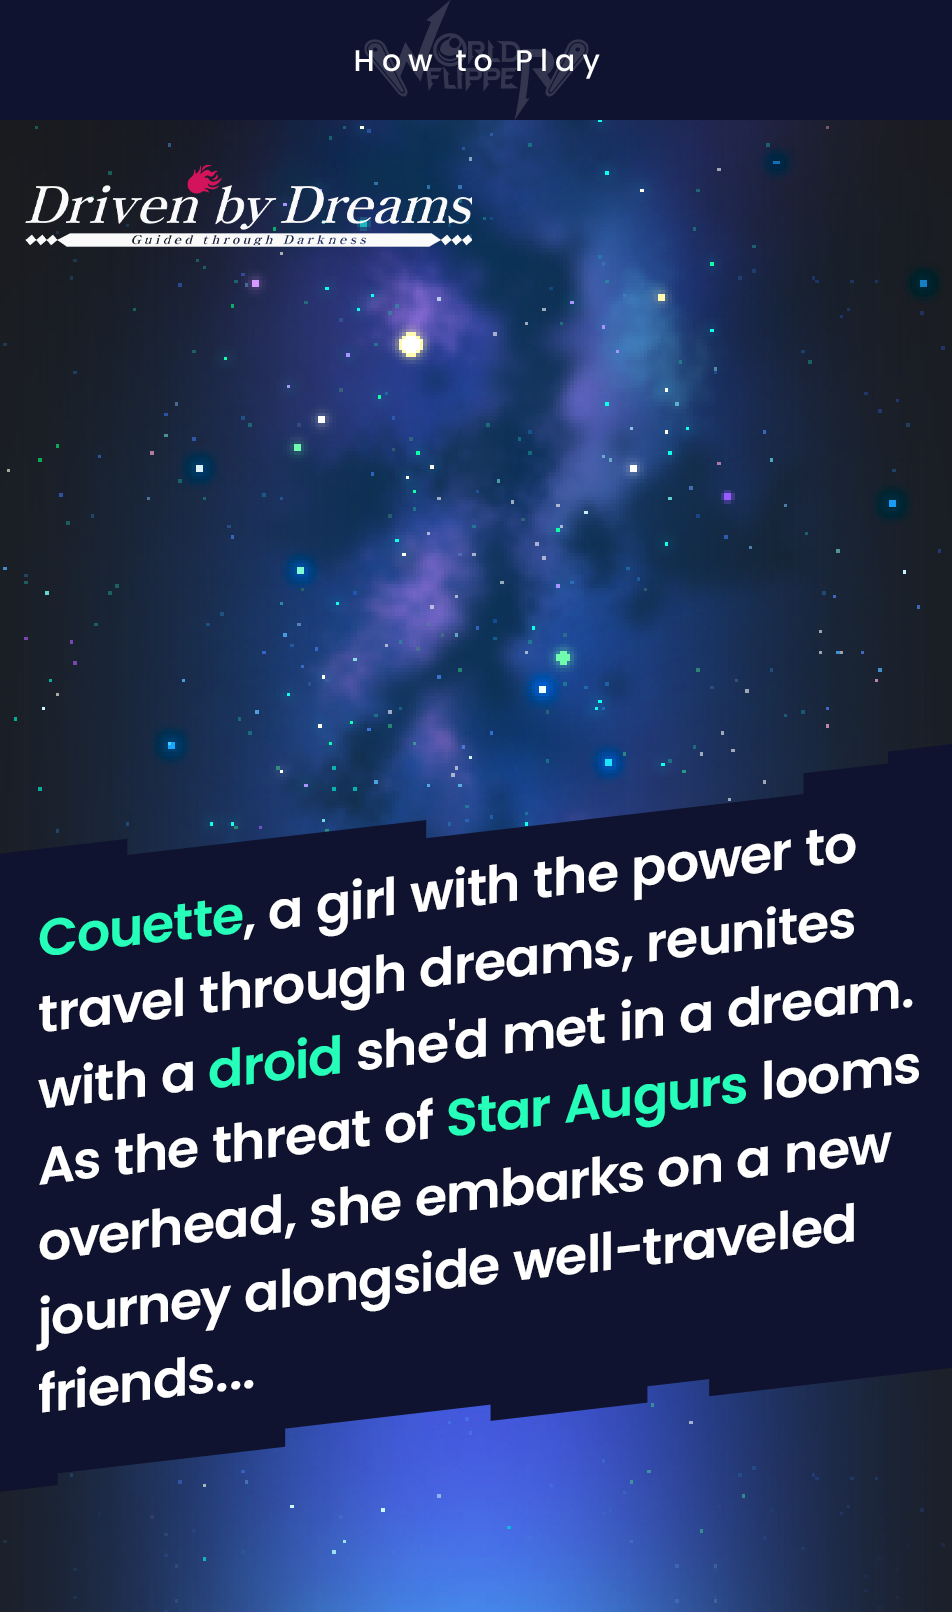 WORLD
FLIPPER
How to Play
Driven by Dreams
Guided through Darkness
Couette, a girl with the power to
travel through dreams, reunites
with a droid she'd met in a dream.
As the threat of Star Augurs looms
overhead, she embarks on a new
journey alongside well-traveled
friends...